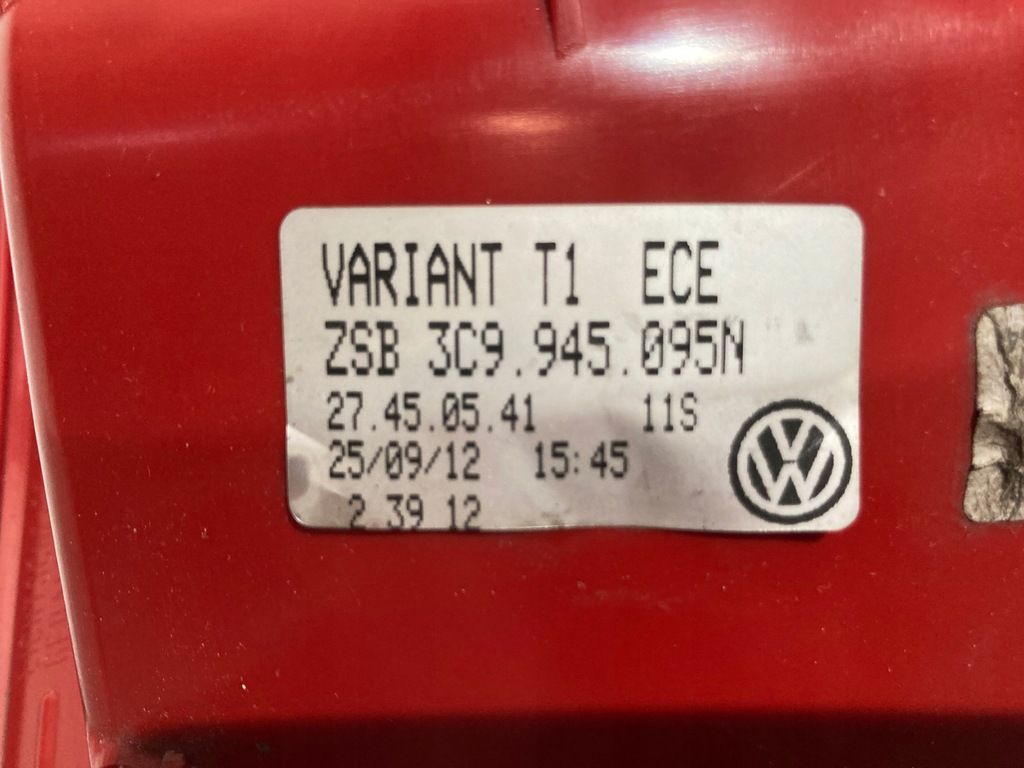 VARIANT T1 ECE
ZSB 3C9.945.095N
27.45.05.41 11S
25/09/12 15:45
2 39 12